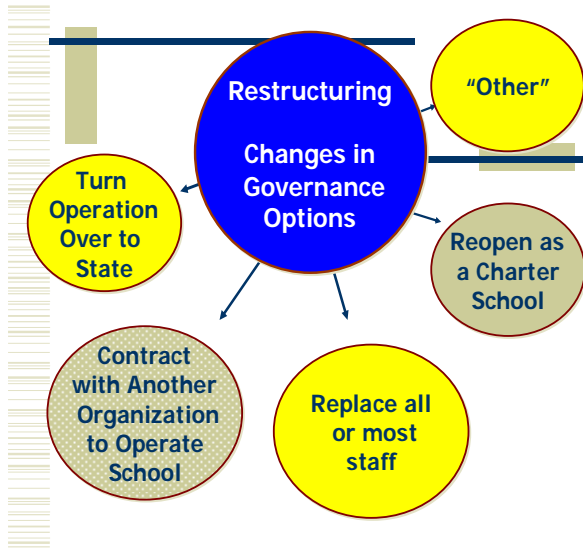 Restructuring
Changes in
Governance
Options
“Other”
Turn
Operation
Over to
State
Reopen as
a Charter
School
Contract
with Another
Organization
to Operate
School
Replace all
or most
staff